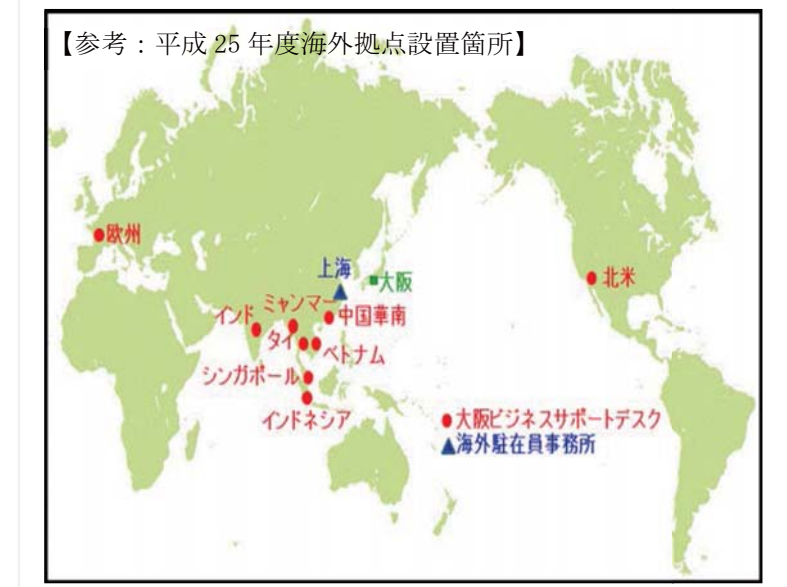 【参考：平成 25 年度海外拠点設置箇所】
欧州
上海
大阪
北米
インド
ミャンマー
中国華南
タイ
ベトナム
シンガポール
インドネシア
●大阪ビジネスサポートデスク
▲海外駐在員事務所